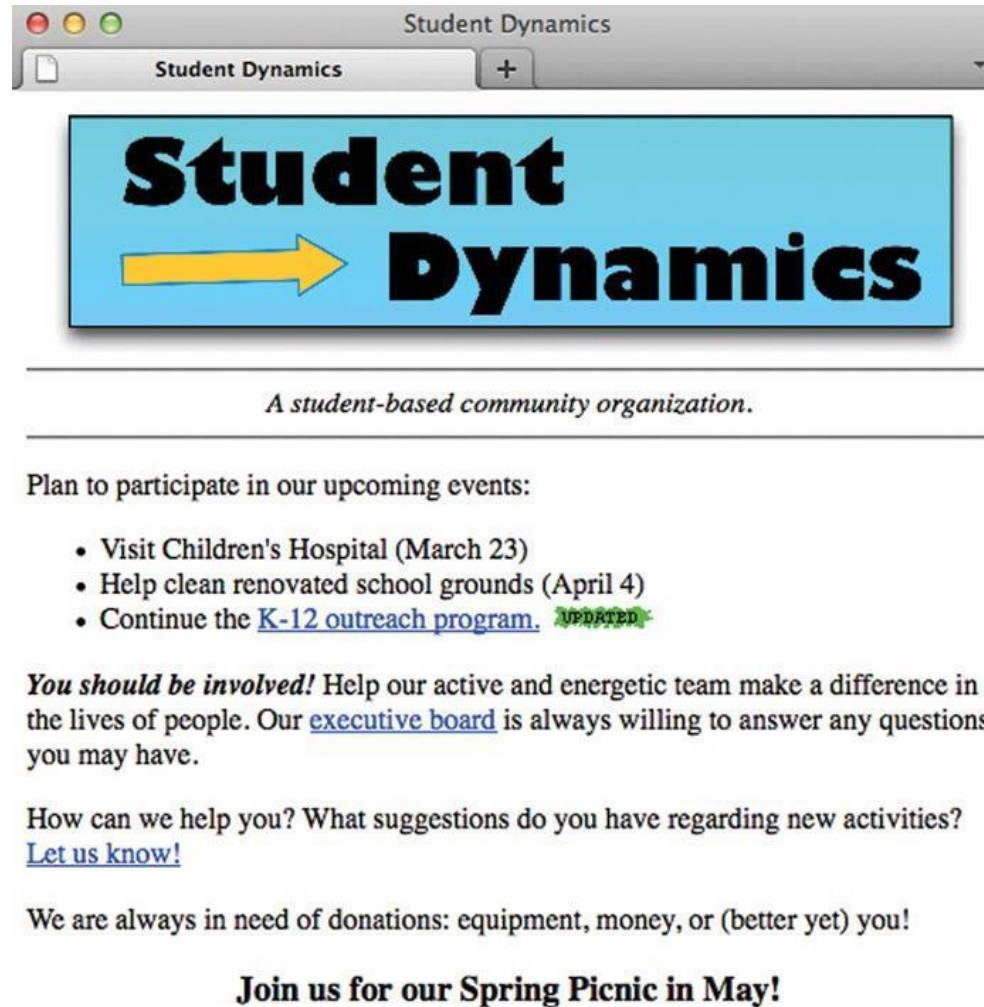 Student Dynamics
Student Dynamics
+
Student
Dynamics
A student-based community organization.
Plan to participate in our upcoming events:
• Visit Children's Hospital (March 23)
• Help clean renovated school grounds (April 4)
• Continue the K-12 outreach program. UPDATED
You should be involved! Help our active and energetic team make a difference in
the lives of people. Our executive board is always willing to answer any questions
you may have.
How can we help you? What suggestions do you have regarding new activities?
Let us know!
We are always in need of donations: equipment, money, or (better yet) you!
Join us for our Spring Picnic in May!